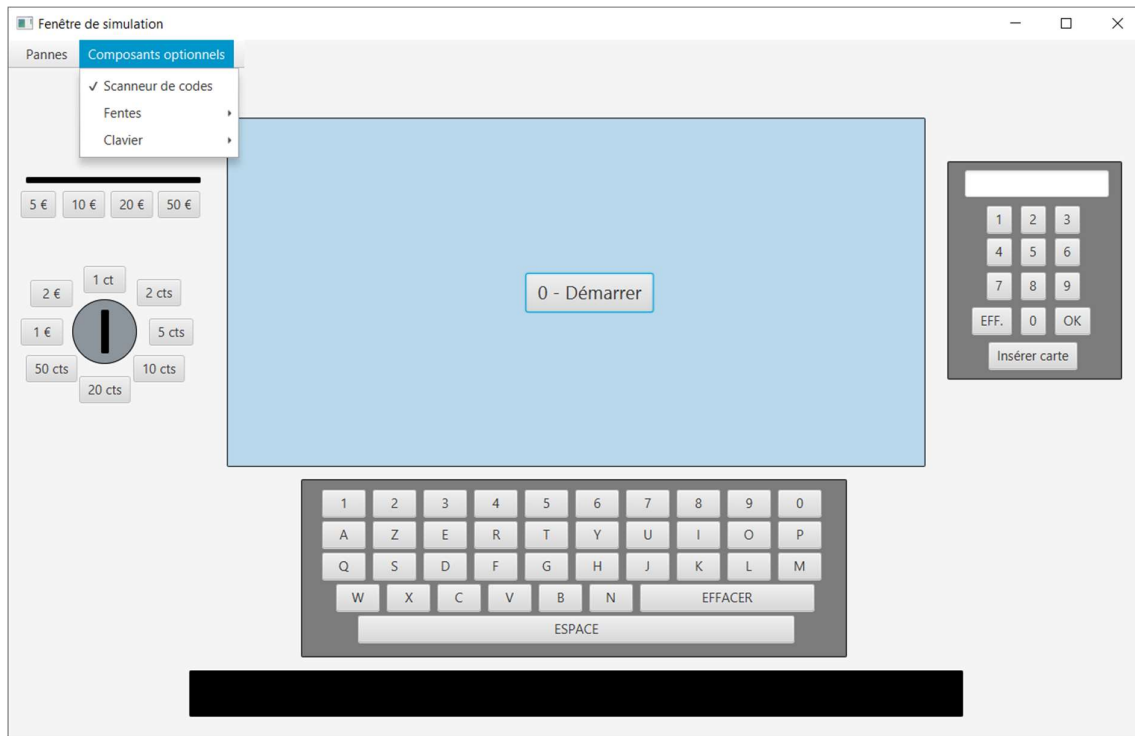 Fenêtre de simulation
Pannes Composants optionnels
Scanneur de codes
Fentes
Clavier
5 € 10 € 20 € 50 €
1 ct
2 € 2 cts
1 € 5 cts
50 cts 10 cts
20 cts
0 - Démarrer
1 2 3
4 5 6
7 8 9
EFF. 0 OK
Insérer carte
1 2 3 4 5 6 7 8 9 0
A Z E R T Y U I O P
Q S D F G H J K L M
W X C V B N EFFACER
ESPACE